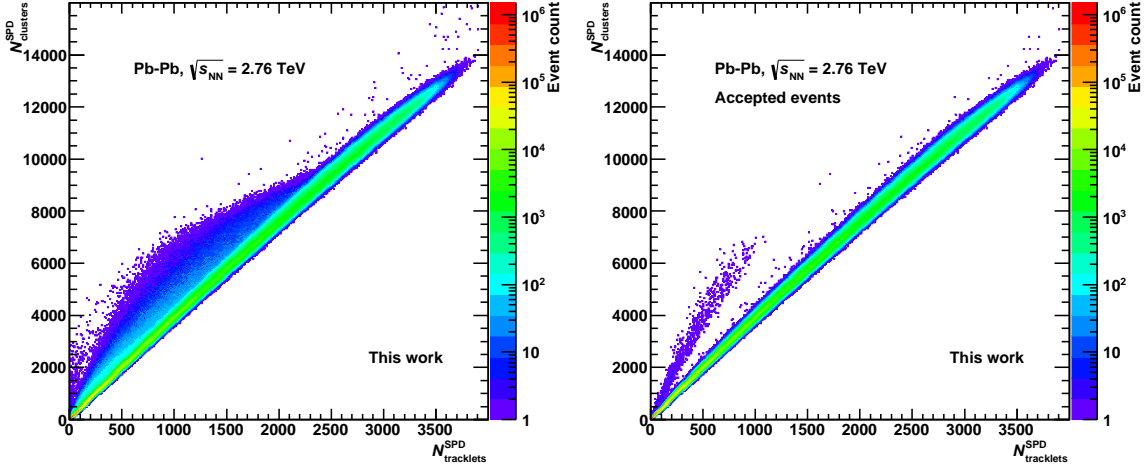 N^SPD_clusters
14000
12000
10000
8000
6000
4000
2000
0
Pb-Pb, √s_NN = 2.76 TeV
This work
0 500 1000 1500 2000 2500 3000 3500
N^SPD_tracklets
Event count
10^6
10^5
10^4
10^3
10^2
10
1
N^SPD_clusters
14000
12000
10000
8000
6000
4000
2000
0
Pb-Pb, √s_NN = 2.76 TeV
Accepted events
This work
0 500 1000 1500 2000 2500 3000 3500
N^SPD_tracklets
Event count
10^6
10^5
10^4
10^3
10^2
10
1